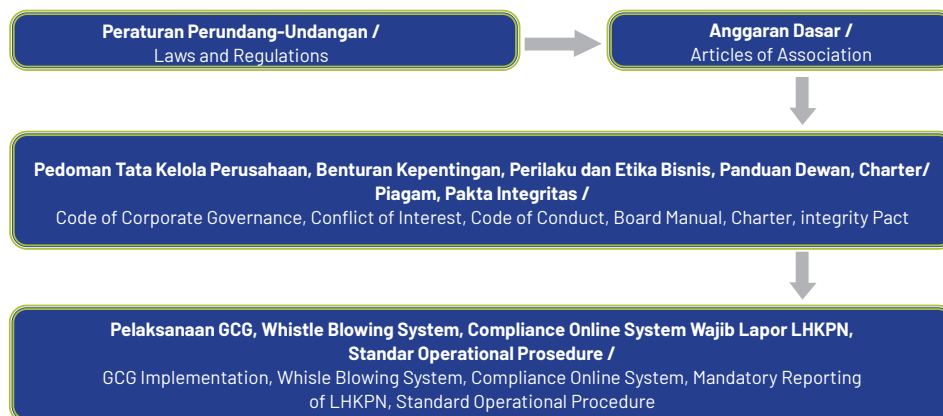 Peraturan Perundang-Undangan /
Laws and Regulations
Anggaran Dasar /
Articles of Association
Pedoman Tata Kelola Perusahaan, Benturan Kepentingan, Perilaku dan Etika Bisnis, Panduan Dewan, Charter/
Piagam, Pakta Integritas /
Code of Corporate Governance, Conflict of Interest, Code of Conduct, Board Manual, Charter, integrity Pact
Pelaksanaan GCG, Whistle Blowing System, Compliance Online System Wajib Lapor LHKPN,
Standar Operational Prosedure /
GCG Implementation, Whisle Blowing System, Compliance Online System, Mandatory Reporting
of LHKPN, Standard Operational Procedure